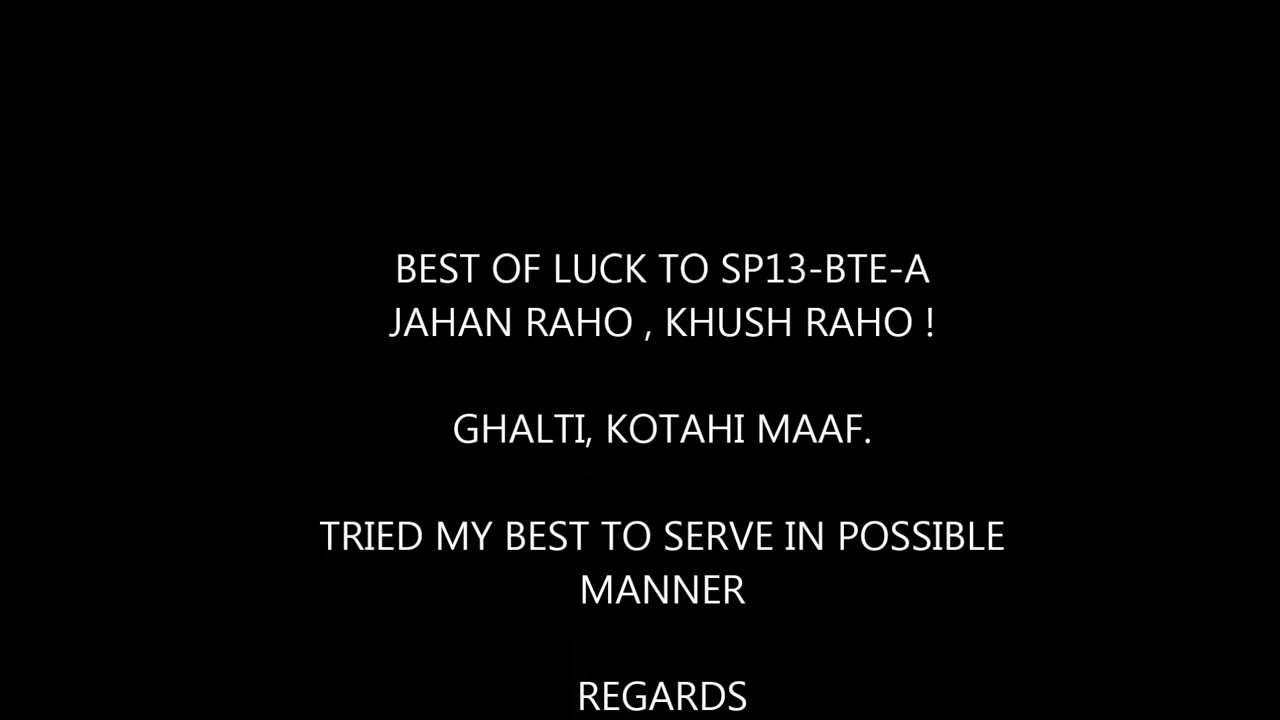 BEST OF LUCK TO SP13-BTE-A
JAHAN RAHO , KHUSH RAHO !
GHALTI, KOTAHI MAAF.
TRIED MY BEST TO SERVE IN POSSIBLE
MANNER
REGARDS